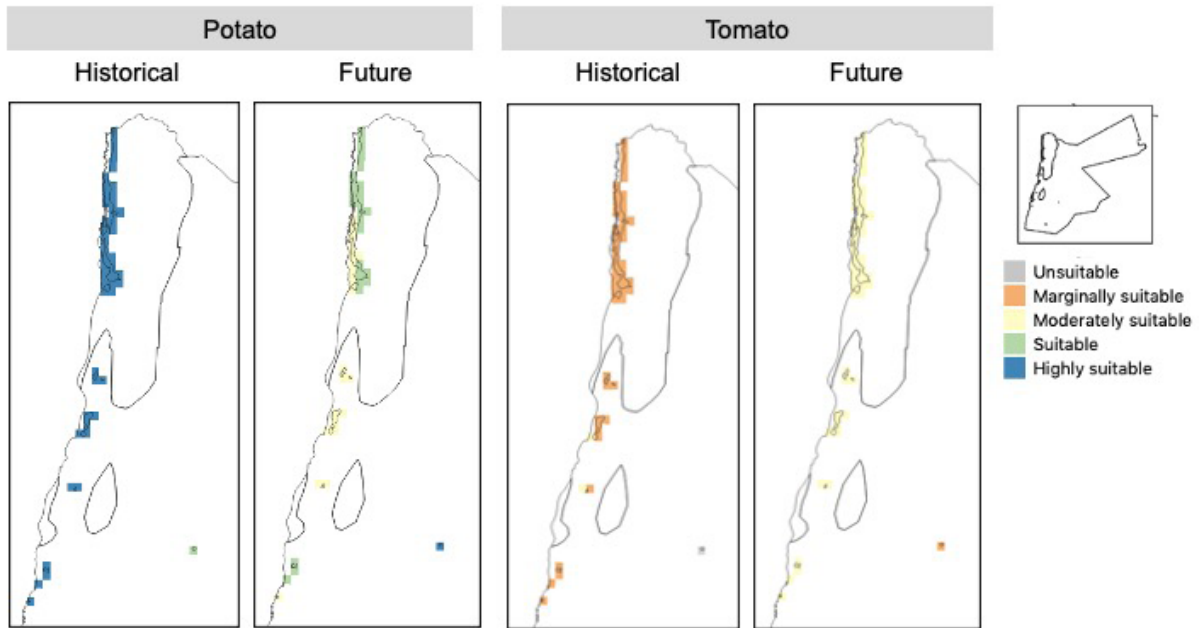 Potato
Tomato
Historical
Future
Historical
Future
Unsuitable
Marginally suitable
Moderately suitable
Suitable
Highly suitable